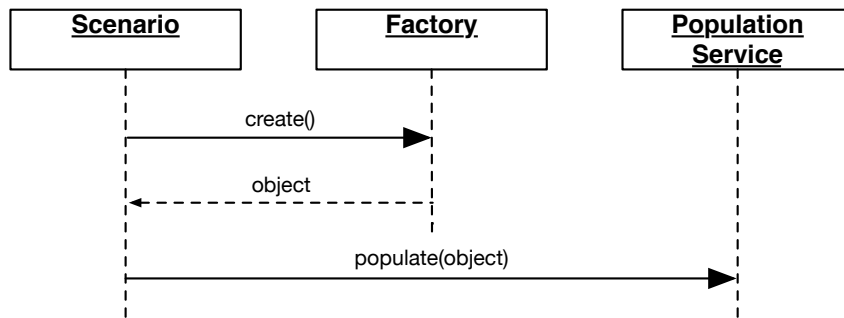 Scenario
Factory
Population
Service
create()
object
populate(object)